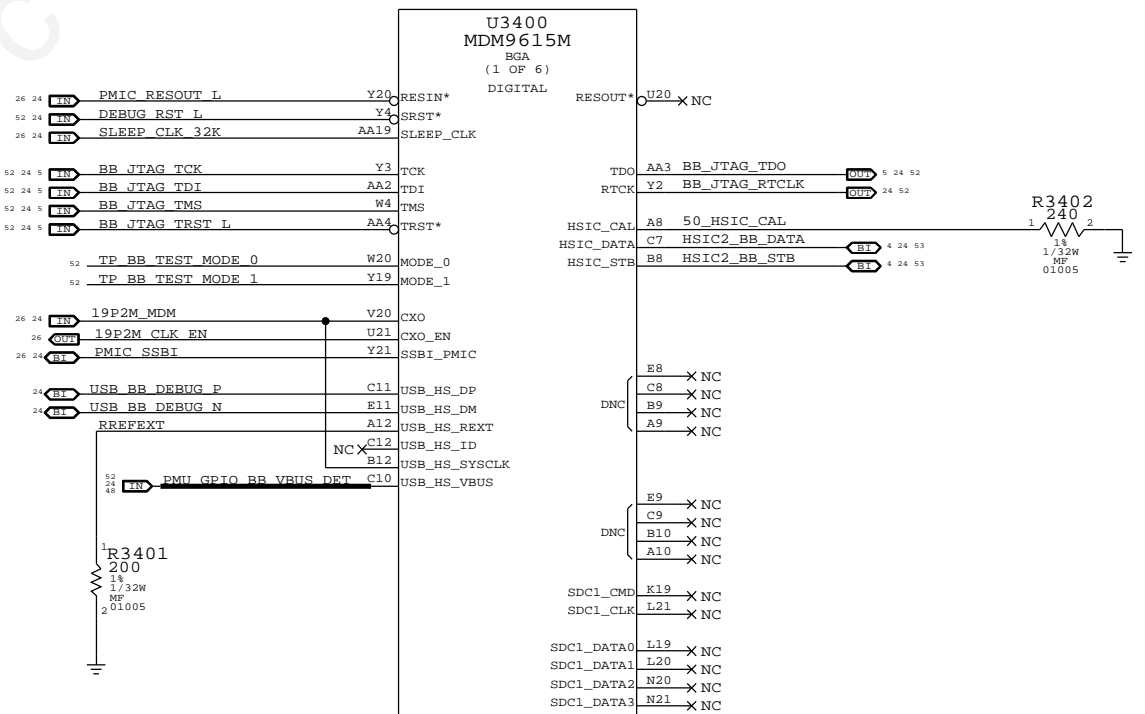 U3400
MDM9615M
BGA
(1 OF 6)
DIGITAL
26 24 IN PMIC_RESOUT_L Y20 RESIN*
52 24 IN DEBUG_RST_L Y4 SRST*
26 24 IN SLEEP_CLK_32K AA19 SLEEP_CLK
52 24 5 IN BB_JTAG_TCK Y3 TCK
52 24 5 IN BB_JTAG_TDI AA2 TDI
52 24 5 IN BB_JTAG_TMS W4 TMS
52 24 5 IN BB_JTAG_TRST_L AA4 TRST*
52 TP_BB_TEST_MODE_0 W20 MODE_0
52 TP_BB_TEST_MODE_1 Y19 MODE_1
26 24 IN 19P2M_MDM V20 CXO
26 OUT 19P2M_CLK_EN U21 CXO_EN
26 24 BI PMIC_SSBI Y21 SSBI_PMIC
24 BI USB_BB_DEBUG_P C11 USB_HS_DP
24 BI USB_BB_DEBUG_N E11 USB_HS_DM
RREFEXT A12 USB_HS_REXT
NC C12 USB_HS_ID
B12 USB_HS_SYSCLK
52
24
48
IN PMU_GPIO_BB_VBUS_DET C10 USB_HS_VBUS
1
R3401
200
1%
1/32W
MF
01005
2
RESOUT* U20 NC
TDO AA3 BB_JTAG_TDO OUT 5 24 52
RTCK Y2 BB_JTAG_RTCLK OUT 24 52
HSIC_CAL A8 50_HSIC_CAL
HSIC_DATA C7 HSIC2_BB_DATA BI 4 24 53
HSIC_STB B8 HSIC2_BB_STB BI 4 24 53
R3402
240
1 2
1%
1/32W
MF
01005
DNC
E8 NC
C8 NC
B9 NC
A9 NC
DNC
E9 NC
C9 NC
B10 NC
A10 NC
SDC1_CMD K19 NC
SDC1_CLK L21 NC
SDC1_DATA0 L19 NC
SDC1_DATA1 L20 NC
SDC1_DATA2 N20 NC
SDC1_DATA3 N21 NC